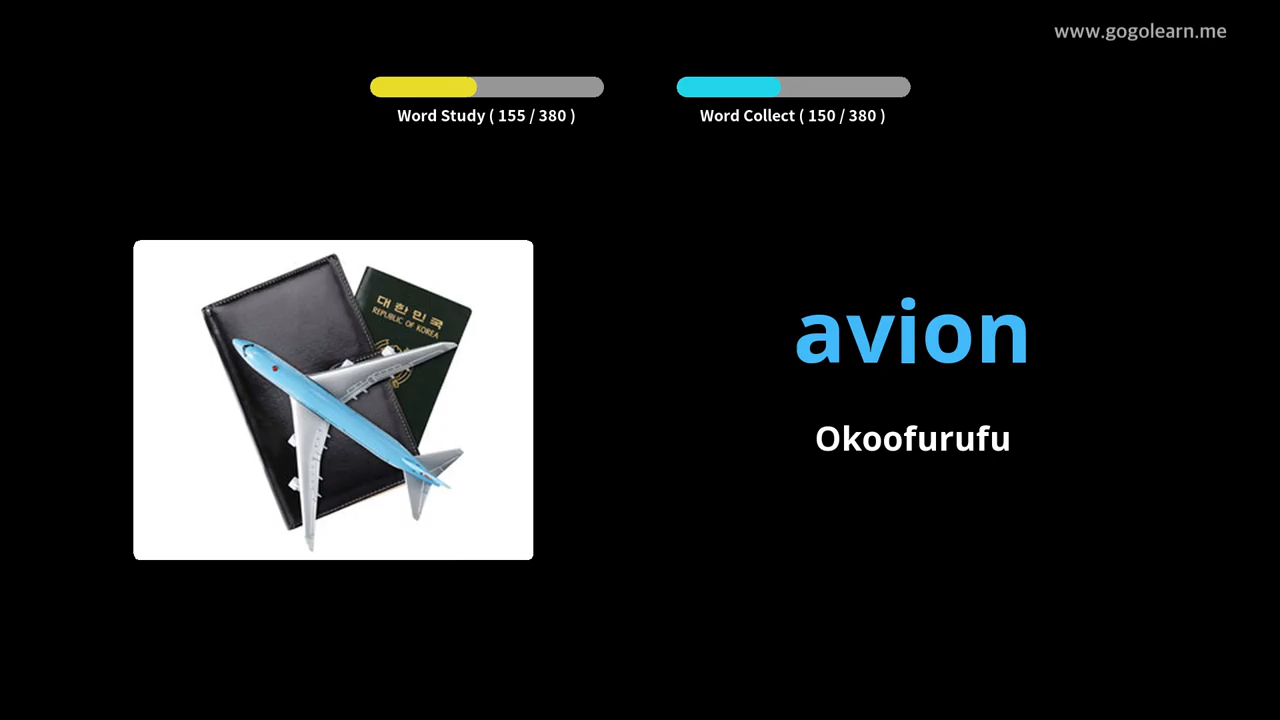 www.gogolearn.me
Word Study ( 155 / 380 )
Word Collect ( 150 / 380 )
대한민국
REPUBLIC OF KOREA
avion
Okoofurufu